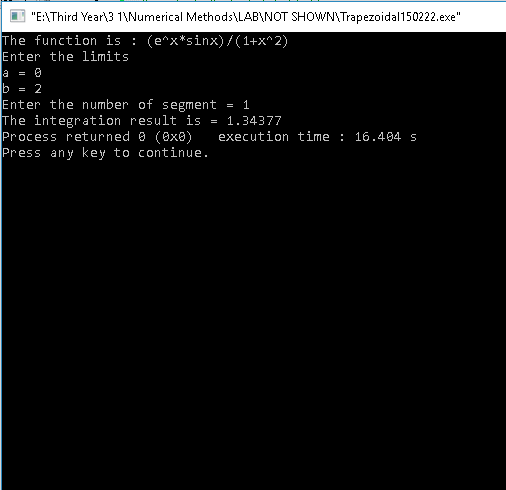 "E:\Third Year\3 1\Numerical Methods\LAB\NOT SHOWN\Trapezoidal150222.exe"
The function is : (e^x*sinx)/(1+x^2)
Enter the limits
a = 0
b = 2
Enter the number of segment = 1
The integration result is = 1.34377
Process returned 0 (0x0)   execution time : 16.404 s
Press any key to continue.